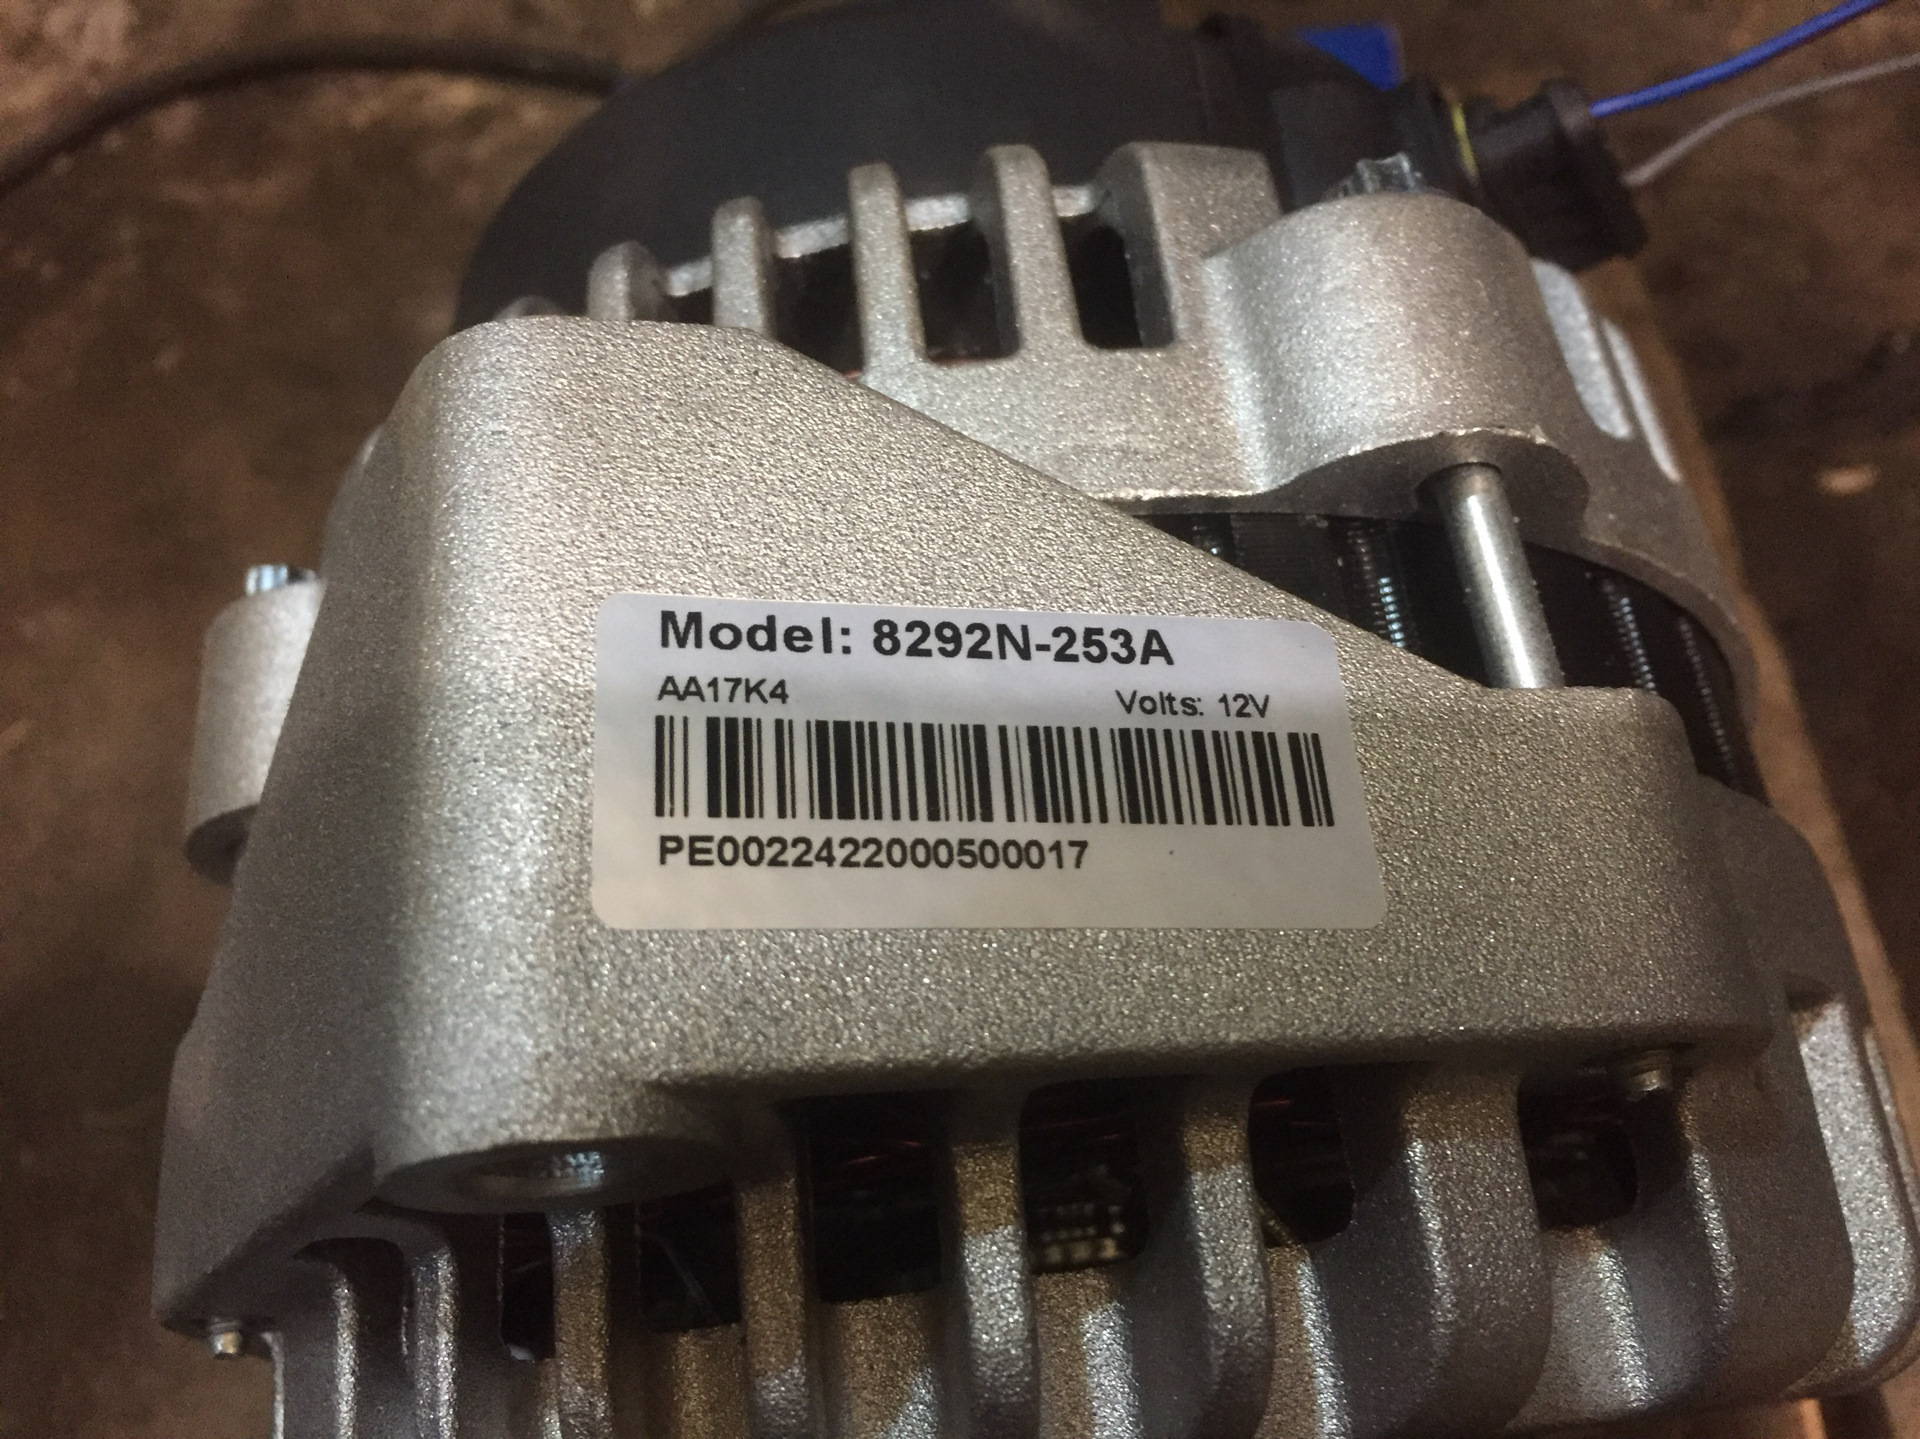 Model: 8292N-253A
AA17K4 Volts: 12V
PE0022422000500017